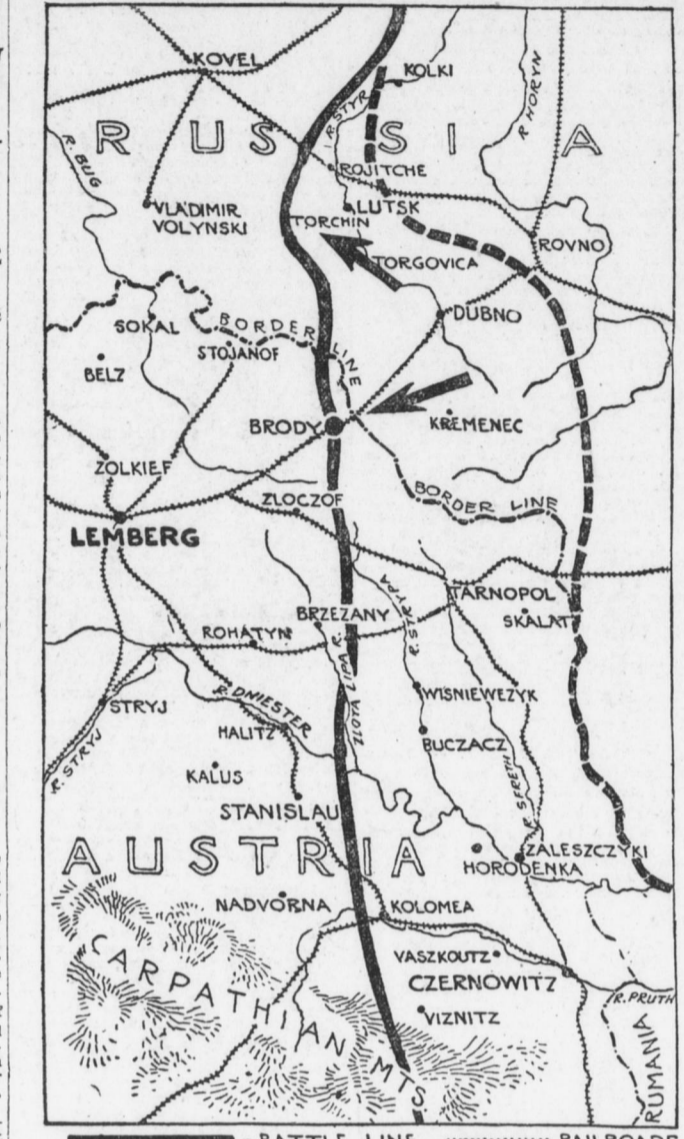 KOVEL
KOLKI
R HORYN
R. STYR
RUSSIA
R. BUG
ROJITCHE
VLADIMIR
VOLYNSKI
LUTSK
TORCHIN
ROVNO
TORGOVICA
DUBNO
SOKAL
BORDER LINE
STOJANOF
BELZ
BRODY
KREMENEC
ZOLKIEF
BORDER LINE
ZLOCZOF
LEMBERG
TARNOPOL
R. STRYPA
BRZEZANY
SKALAT
ROHATYN
ZLOTA LIPA R.
WISNIEWEZYK
STRYJ
R. DNIESTER
HALITZ
BUCZACZ
R. STRYJ
KALUS
R SERETH
STANISLAU
AUSTRIA
ZALESZCZYKI
HORODENKA
NADVORNA
KOLOMEA
CARPATHIAN MTS
VASZKOUTZ
CZERNOWITZ
R. PRUTH
VIZNITZ
RUMANIA
BATTLE LINE